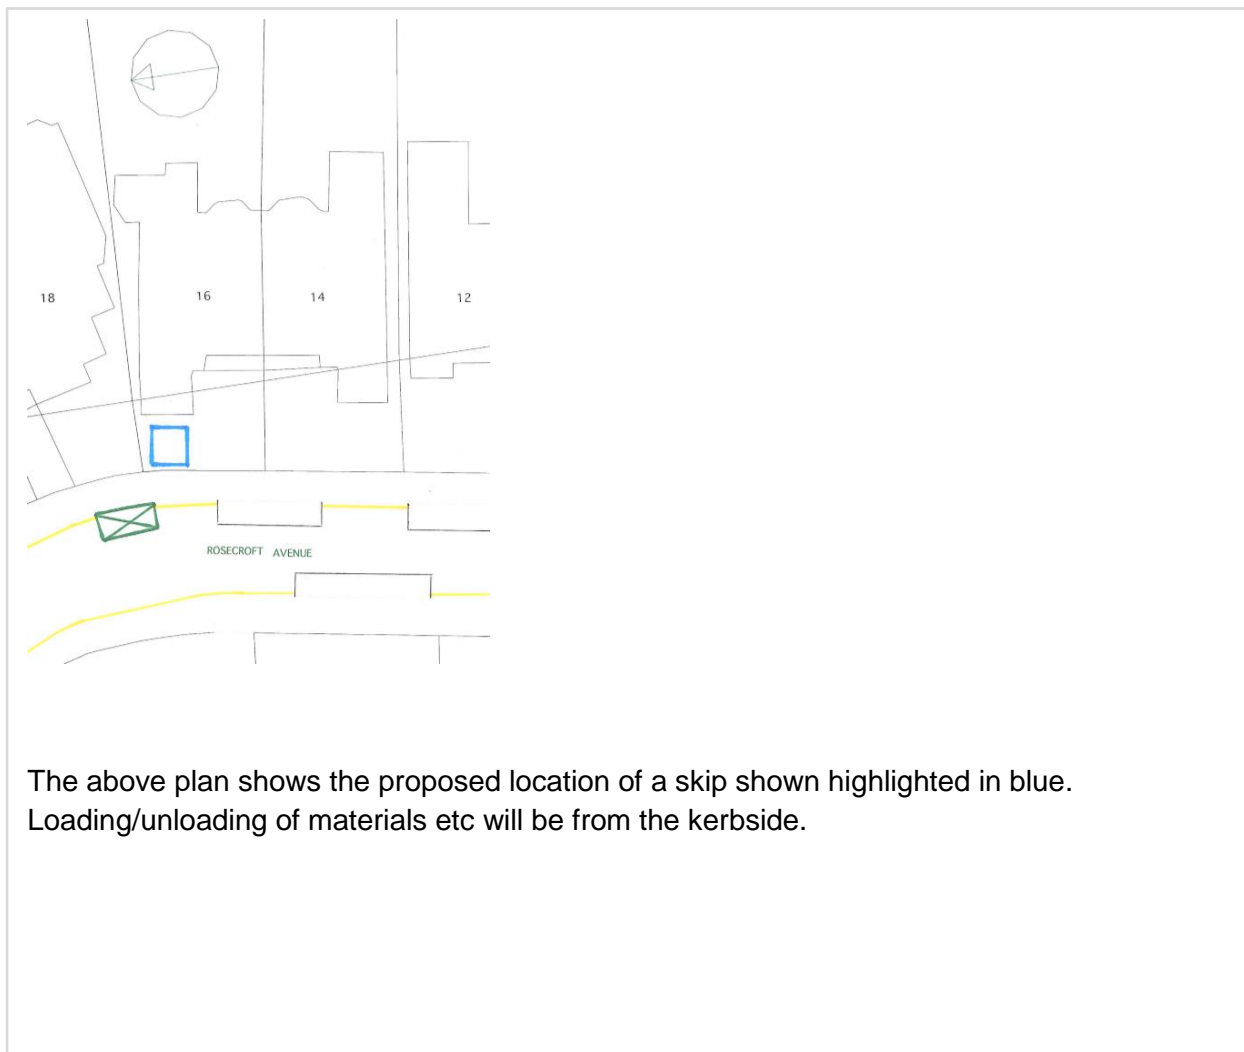 18
16
14
12
ROSECROFT AVENUE
The above plan shows the proposed location of a skip shown highlighted in blue.
Loading/unloading of materials etc will be from the kerbside.